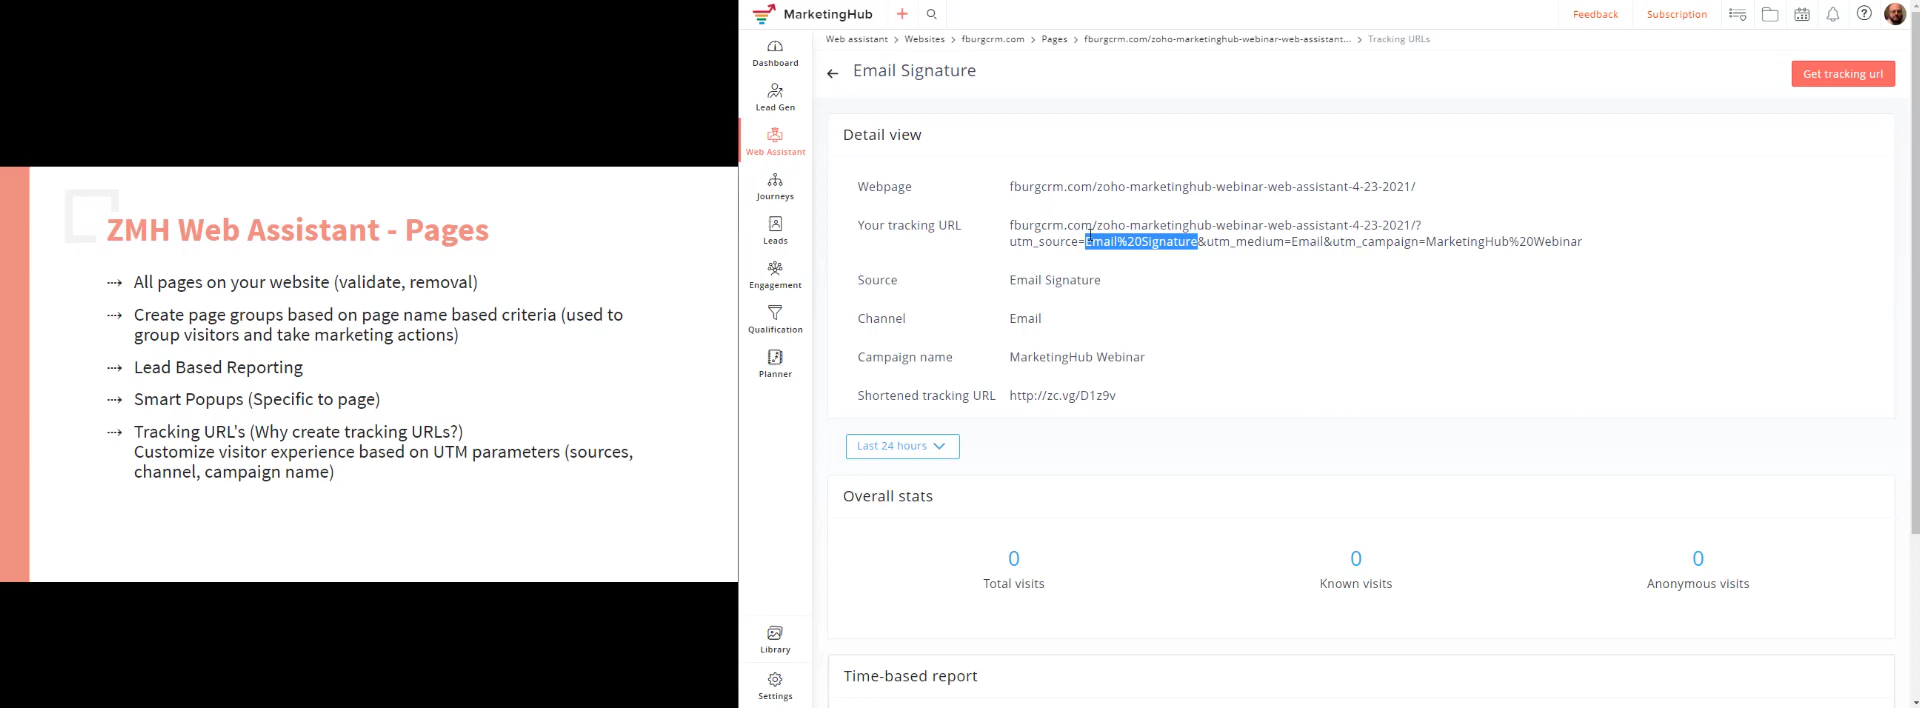 ZMH Web Assistant - Pages
All pages on your website (validate, removal)
Create page groups based on page name based criteria (used to
group visitors and take marketing actions)
Lead Based Reporting
Smart Popups (Specific to page)
Tracking URL's (Why create tracking URLs?)
Customize visitor experience based on UTM parameters (sources,
channel, campaign name)
MarketingHub
Feedback
Subscription
Dashboard
Lead Gen
Web Assistant
Journeys
Leads
Engagement
Qualification
Planner
Library
Settings
Web assistant > Websites > fburgcrm.com > Pages > fburgcrm.com/zoho-marketinghub-webinar-web-assistant... > Tracking URLs
Email Signature
Get tracking url
Detail view
Webpage fburgcrm.com/zoho-marketinghub-webinar-web-assistant-4-23-2021/
Your tracking URL fburgcrm.com/zoho-marketinghub-webinar-web-assistant-4-23-2021/?
utm_source=Email%20Signature&utm_medium=Email&utm_campaign=MarketingHub%20Webinar
Source Email Signature
Channel Email
Campaign name MarketingHub Webinar
Shortened tracking URL http://zc.vg/D1z9v
Last 24 hours
Overall stats
0 0 0
Total visits Known visits Anonymous visits
Time-based report